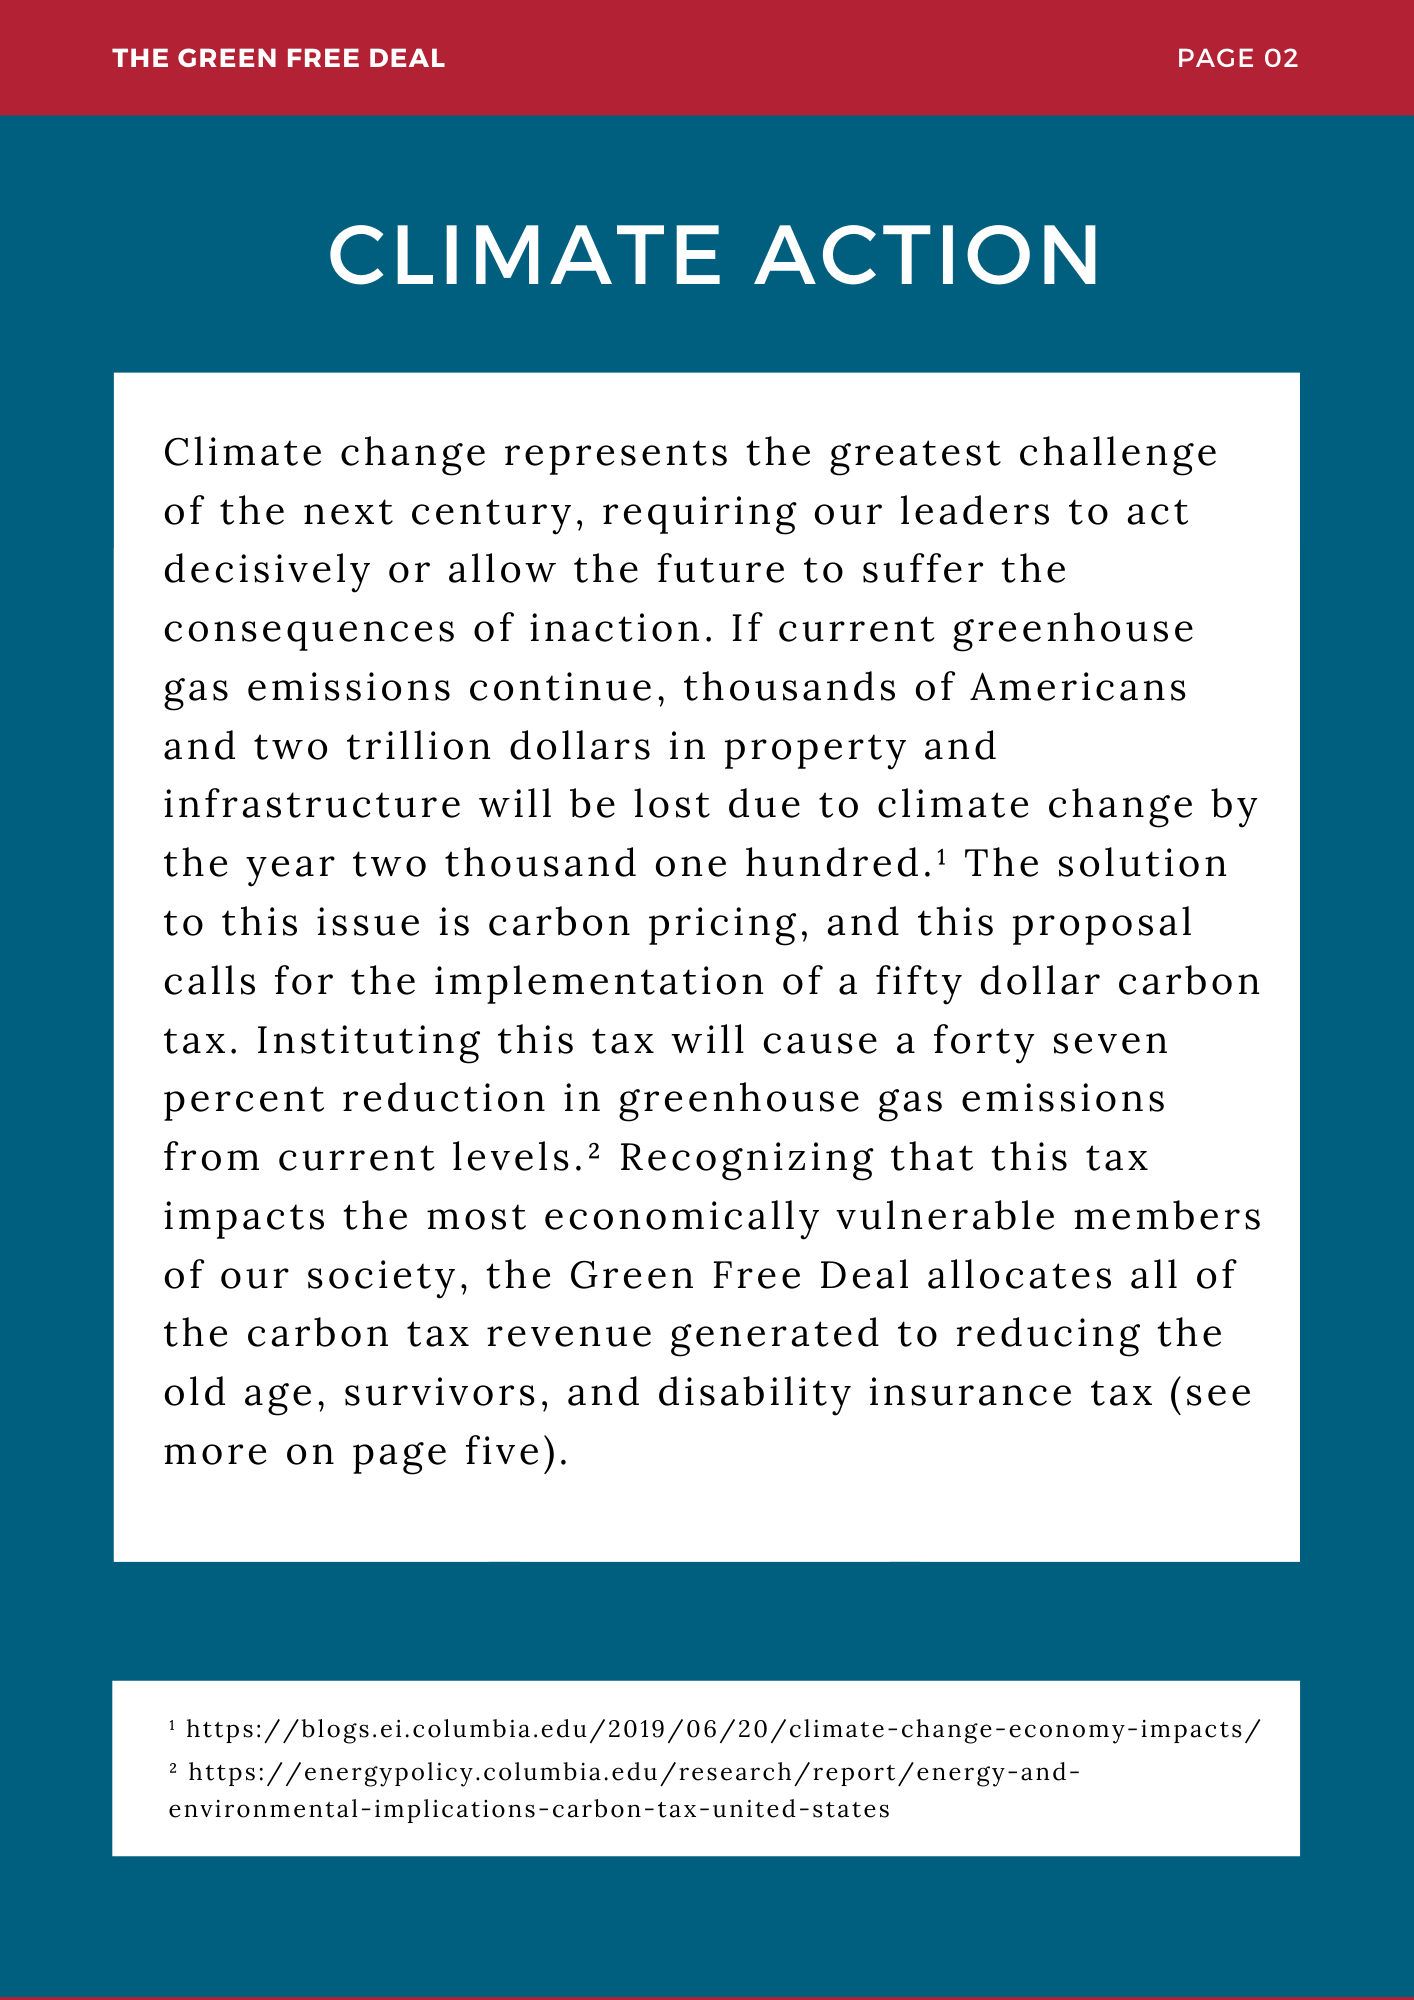 THE GREEN FREE DEAL
PAGE 02
CLIMATE ACTION
Climate change represents the greatest challenge
of the next century, requiring our leaders to act
decisively or allow the future to suffer the
consequences of inaction. If current greenhouse
gas emissions continue, thousands of Americans
and two trillion dollars in property and
infrastructure will be lost due to climate change by
the year two thousand one hundred.¹ The solution
to this issue is carbon pricing, and this proposal
calls for the implementation of a fifty dollar carbon
tax. Instituting this tax will cause a forty seven
percent reduction in greenhouse gas emissions
from current levels.² Recognizing that this tax
impacts the most economically vulnerable members
of our society, the Green Free Deal allocates all of
the carbon tax revenue generated to reducing the
old age, survivors, and disability insurance tax (see
more on page five).
¹ https://blogs.ei.columbia.edu/2019/06/20/climate-change-economy-impacts/
² https://energypolicy.columbia.edu/research/report/energy-and-
environmental-implications-carbon-tax-united-states